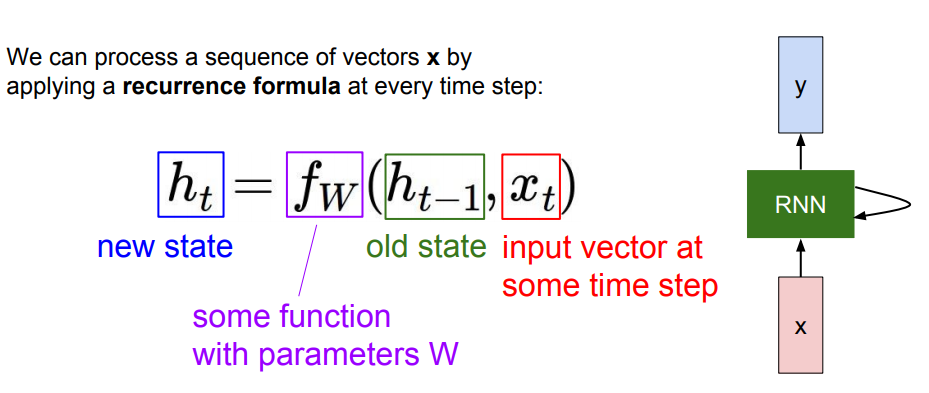 We can process a sequence of vectors x by
applying a recurrence formula at every time step:
h_t = f_W(h_{t-1}, x_t)
new state
old state
input vector at
some time step
some function
with parameters W
y
RNN
x